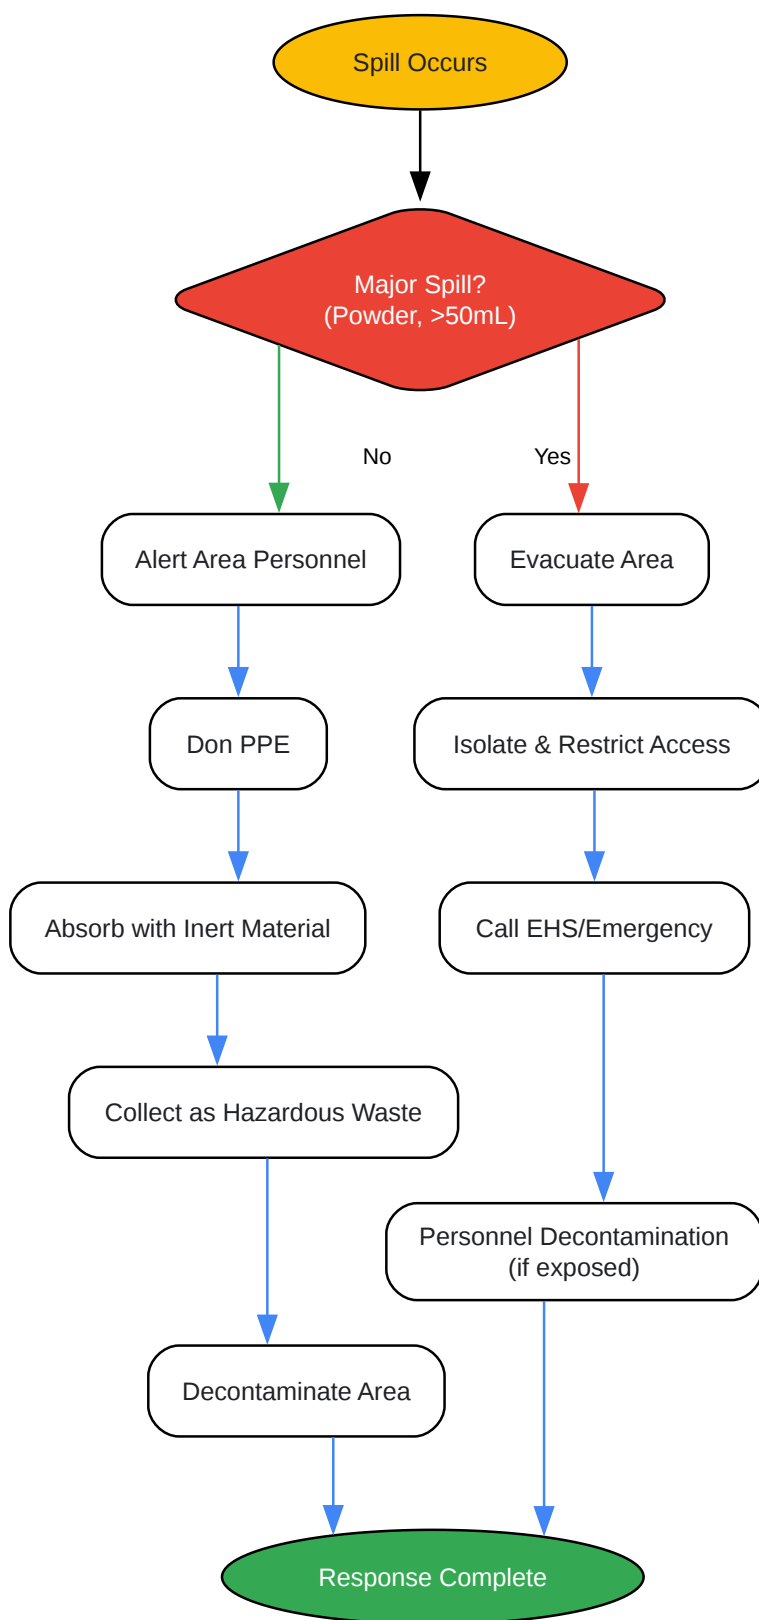 Spill Occurs
Major Spill?
(Powder, >50mL)
No
Yes
Alert Area Personnel
Evacuate Area
Don PPE
Isolate & Restrict Access
Absorb with Inert Material
Call EHS/Emergency
Collect as Hazardous Waste
Personnel Decontamination
(if exposed)
Decontaminate Area
Response Complete